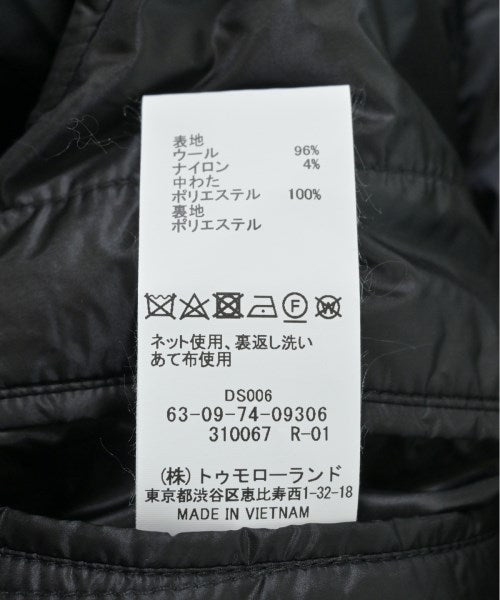 表地
ウール 96%
ナイロン 4%
中わた
ポリエステル 100%
裏地
ポリエステル
ネット使用、裏返し洗い
あて布使用
DS006
63-09-74-09306
310067 R-01
(株)トゥモローランド
東京都渋谷区恵比寿西1-32-18
MADE IN VIETNAM